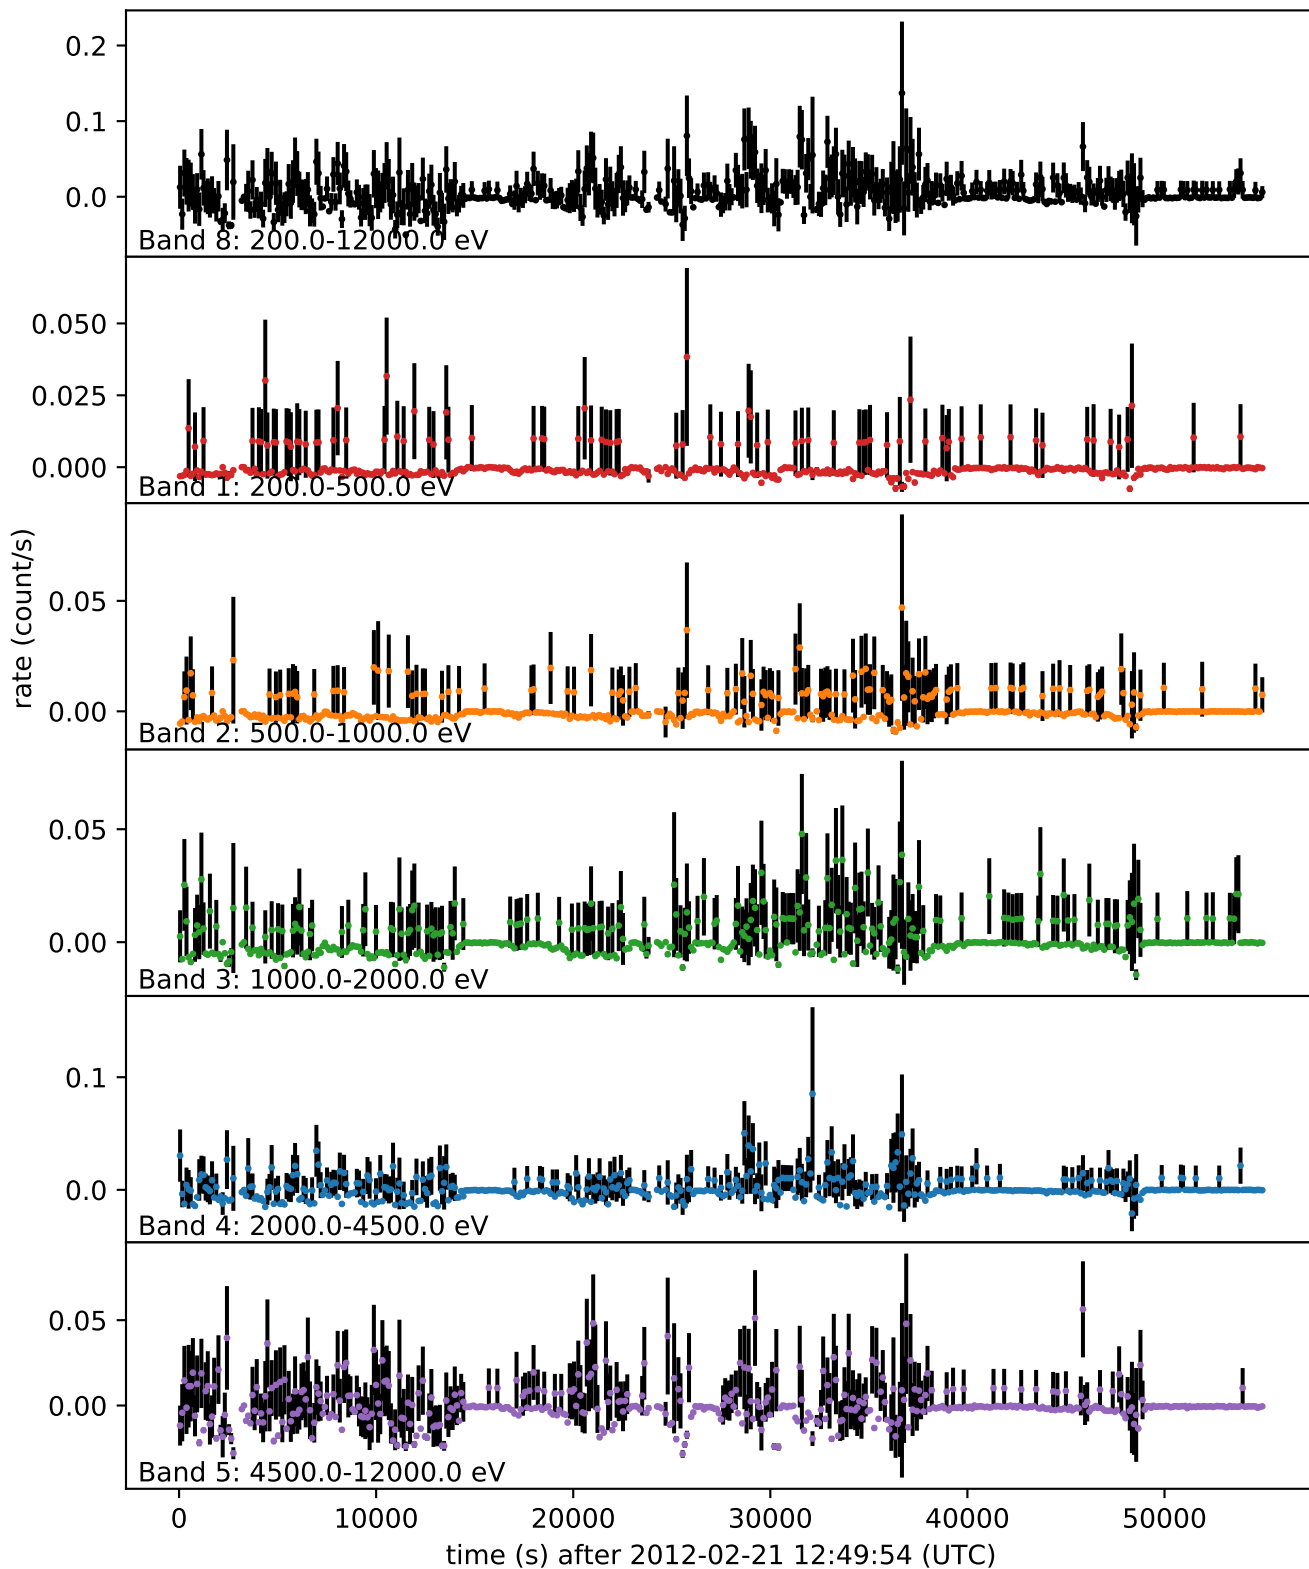 0.2
0.1
0.0
Band 8: 200.0-12000.0 eV
0.050
0.025
0.000
Band 1: 200.0-500.0 eV
rate (count/s)
0.05
0.00
Band 2: 500.0-1000.0 eV
0.05
0.00
Band 3: 1000.0-2000.0 eV
0.1
0.0
Band 4: 2000.0-4500.0 eV
0.05
0.00
Band 5: 4500.0-12000.0 eV
0 10000 20000 30000 40000 50000
time (s) after 2012-02-21 12:49:54 (UTC)